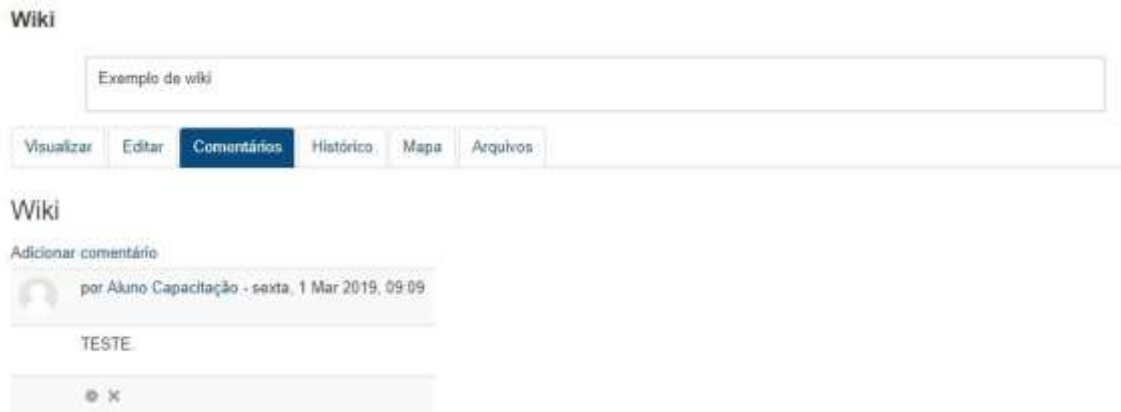 Wiki
Exemplo de wiki
Visualizar Editar Comentários Histórico Mapa Arquivos
Wiki
Adicionar comentário
por Aluno Capacitação - sexta, 1 Mar 2019, 09:09
TESTE.